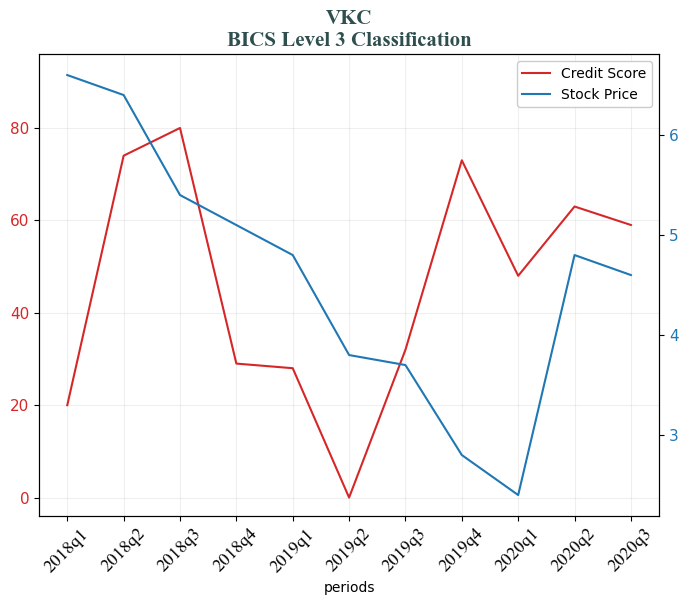 VKC
BICS Level 3 Classification
Credit Score
Stock Price
80
60
40
20
0
6
5
4
3
2018q1
2018q2
2018q3
2018q4
2019q1
2019q2
2019q3
2019q4
2020q1
2020q2
2020q3
periods